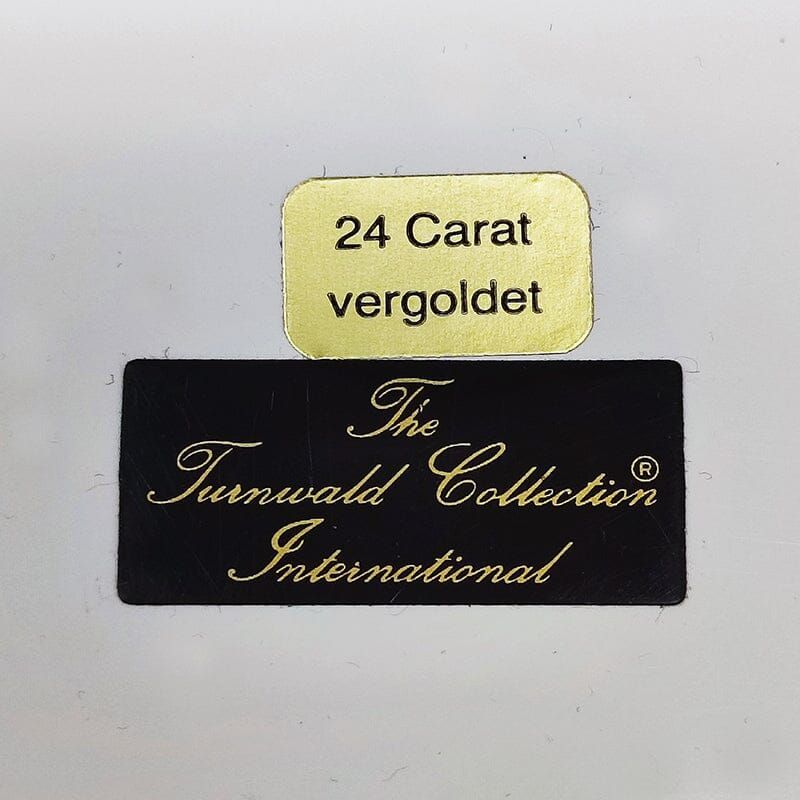 24 Carat
vergoldet
The
Turnwald Collection®
International